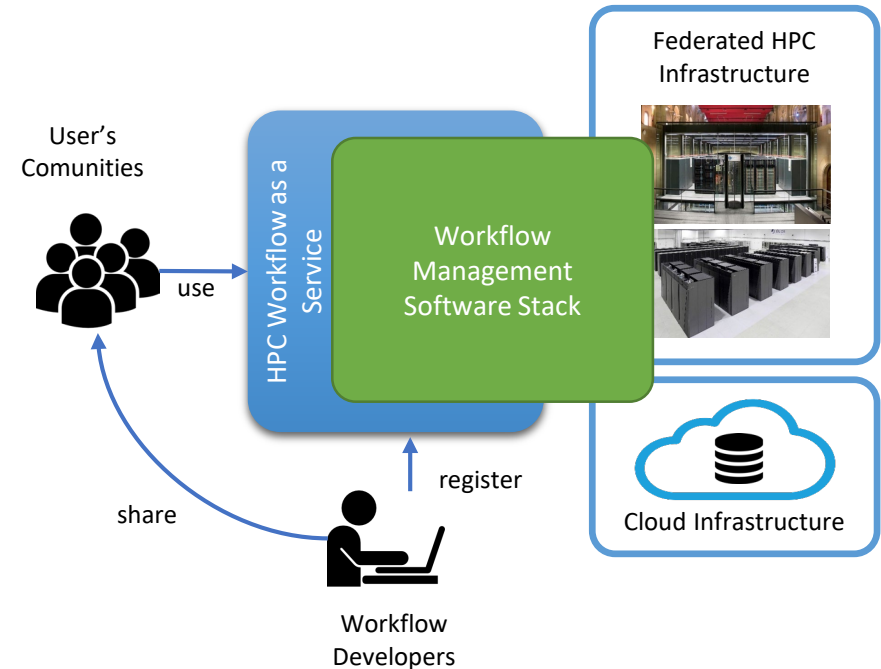 Federated HPC
Infrastructure
User's
Comunities
use
HPC Workflow as a
Service
Workflow
Management
Software Stack
register
share
Cloud Infrastructure
Workflow
Developers